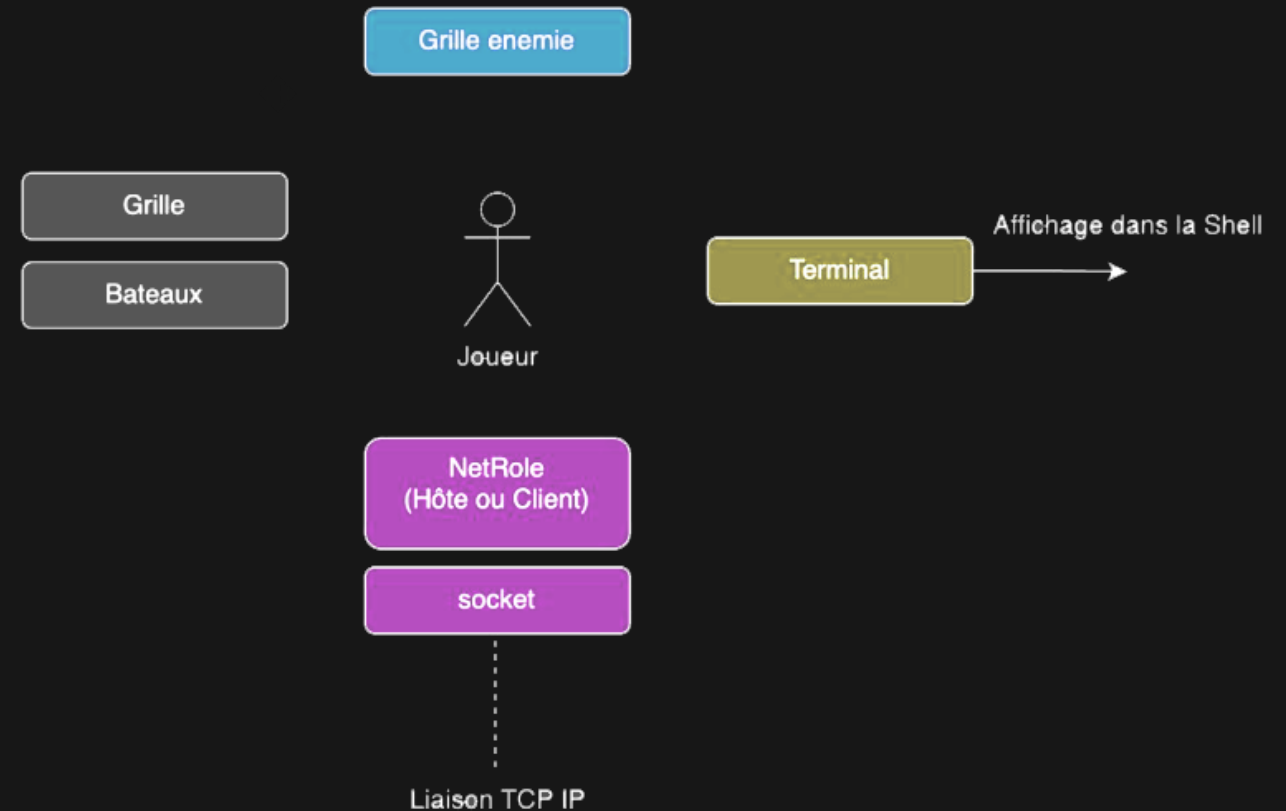 Grille enemie
Grille
Bateaux
Joueur
Terminal
Affichage dans la Shell
NetRole
(Hôte ou Client)
socket
Liaison TCP IP